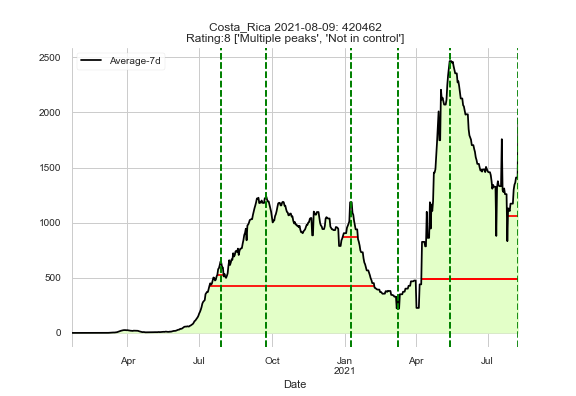 Costa_Rica 2021-08-09: 420462
Rating:8 ['Multiple peaks', 'Not in control']
Average-7d
2500
2000
1500
1000
500
0
Apr Jul Oct Jan Apr Jul
2021
Date